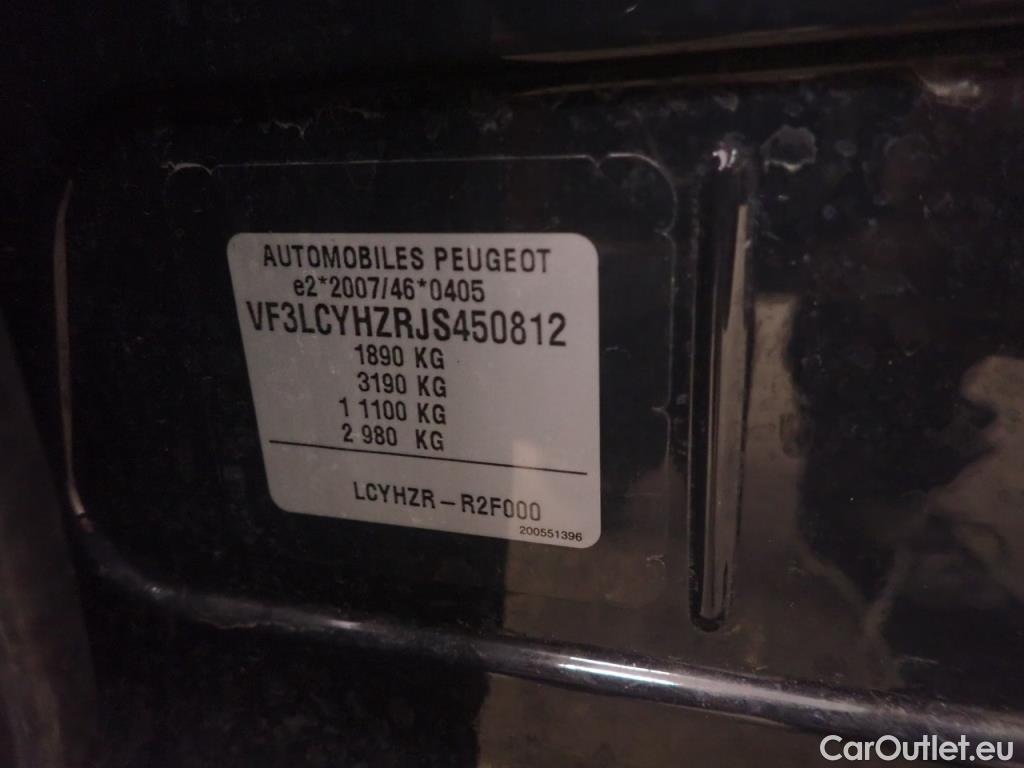 AUTOMOBILES PEUGEOT
e2*2007/46*0405
VF3LCYHZRJS450812
1890 KG
3190 KG
1 1100 KG
2 980 KG
LCYHZR-R2F000
200551396
CarOutlet.eu